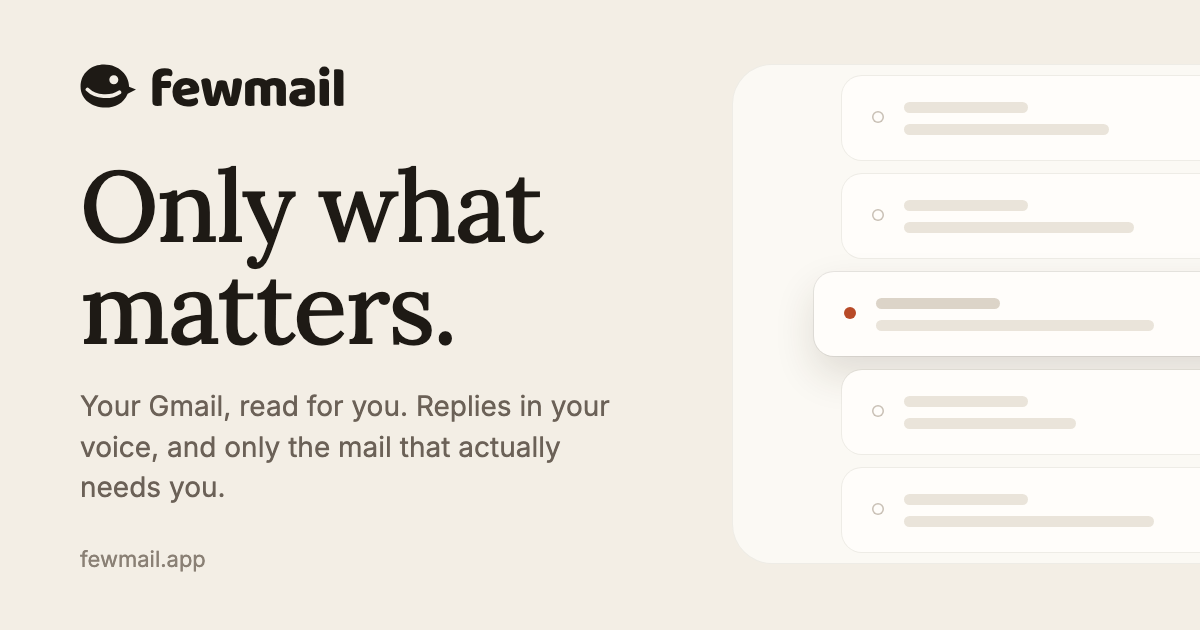 fewmail
Only what
matters.
Your Gmail, read for you. Replies in your
voice, and only the mail that actually
needs you.
fewmail.app